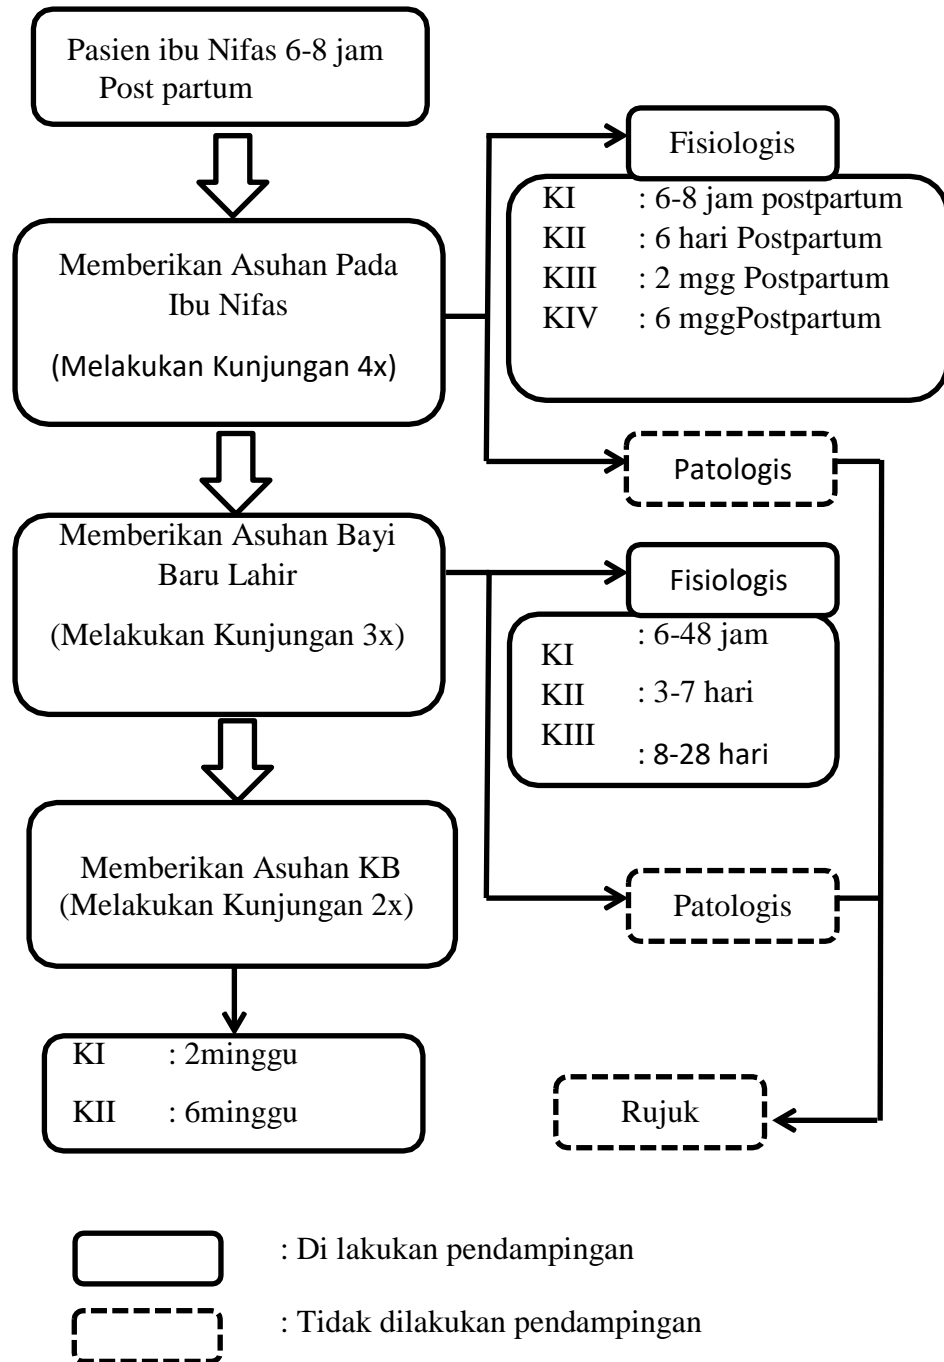 Pasien ibu Nifas 6-8 jam
Post partum
Fisiologis
KI : 6-8 jam postpartum
KII : 6 hari Postpartum
KIII : 2 mgg Postpartum
KIV : 6 mggPostpartum
Memberikan Asuhan Pada
Ibu Nifas
(Melakukan Kunjungan 4x)
Patologis
Memberikan Asuhan Bayi
Baru Lahir
(Melakukan Kunjungan 3x)
Fisiologis
KI : 6-48 jam
KII : 3-7 hari
KIII : 8-28 hari
Memberikan Asuhan KB
(Melakukan Kunjungan 2x)
Patologis
KI : 2minggu
KII : 6minggu
Rujuk
: Di lakukan pendampingan
: Tidak dilakukan pendampingan